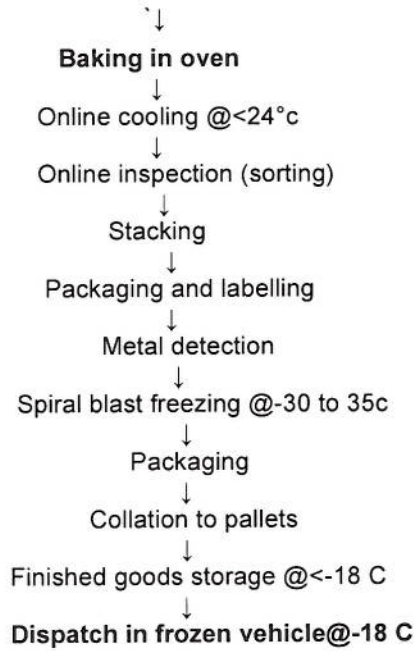 Baking in oven
Online cooling @<24°c
Online inspection (sorting)
Stacking
Packaging and labelling
Metal detection
Spiral blast freezing @-30 to 35c
Packaging
Collation to pallets
Finished goods storage @<-18 C
Dispatch in frozen vehicle@-18 C